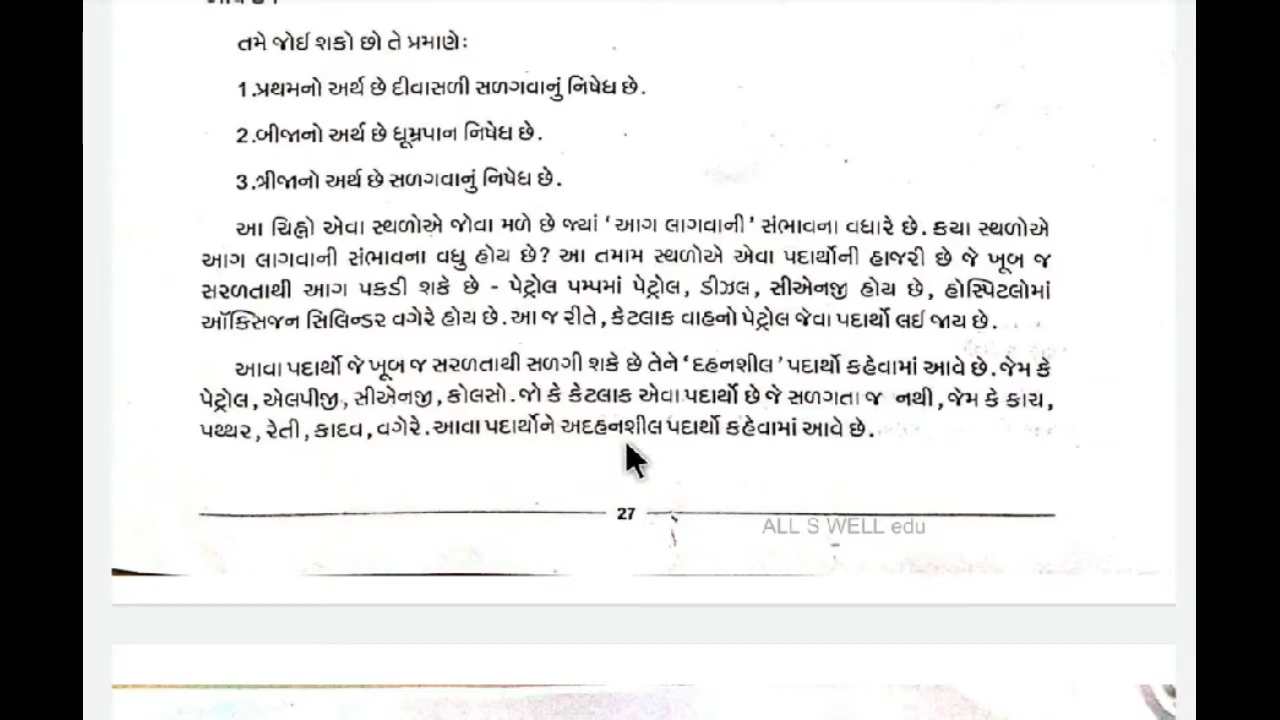 તમે જોઈ શકો છો તે પ્રમાણેઃ
1.પ્રથમનો અર્થ છે દીવાસળી સળગવાનું નિષેધ છે.
2.બીજાનો અર્થ છે ધૂમ્રપાન નિષેધ છે.
3.ત્રીજાનો અર્થ છે સળગવાનું નિષેધ છે.
આ ચિહ્નો એવા સ્થળોએ જોવા મળે છે જ્યાં ‘આગ લાગવાની’ સંભાવના વધારે છે. કયા સ્થળોએ
આગ લાગવાની સંભાવના વધુ હોય છે? આ તમામ સ્થળોએ એવા પદાર્થોની હાજરી છે જે ખૂબ જ
સરળતાથી આગ પકડી શકે છે - પેટ્રોલ પમ્પમાં પેટ્રોલ, ડીઝલ, સીએનજી હોય છે, હોસ્પિટલોમાં
ઑક્સિજન સિલિન્ડર વગેરે હોય છે. આ જ રીતે, કેટલાક વાહનો પેટ્રોલ જેવા પદાર્થો લઈ જાય છે.
આવા પદાર્થો જે ખૂબ જ સરળતાથી સળગી શકે છે તેને ‘દહનશીલ’ પદાર્થો કહેવામાં આવે છે. જેમ કે
પેટ્રોલ, એલપીજી, સીએનજી, કોલસો. જો કે કેટલાક એવા પદાર્થો છે જે સળગતા જ નથી, જેમ કે કાચ,
પથ્થર, રેતી, કાદવ, વગેરે. આવા પદાર્થોને અદહનશીલ પદાર્થો કહેવામાં આવે છે.
27
ALL S WELL edu